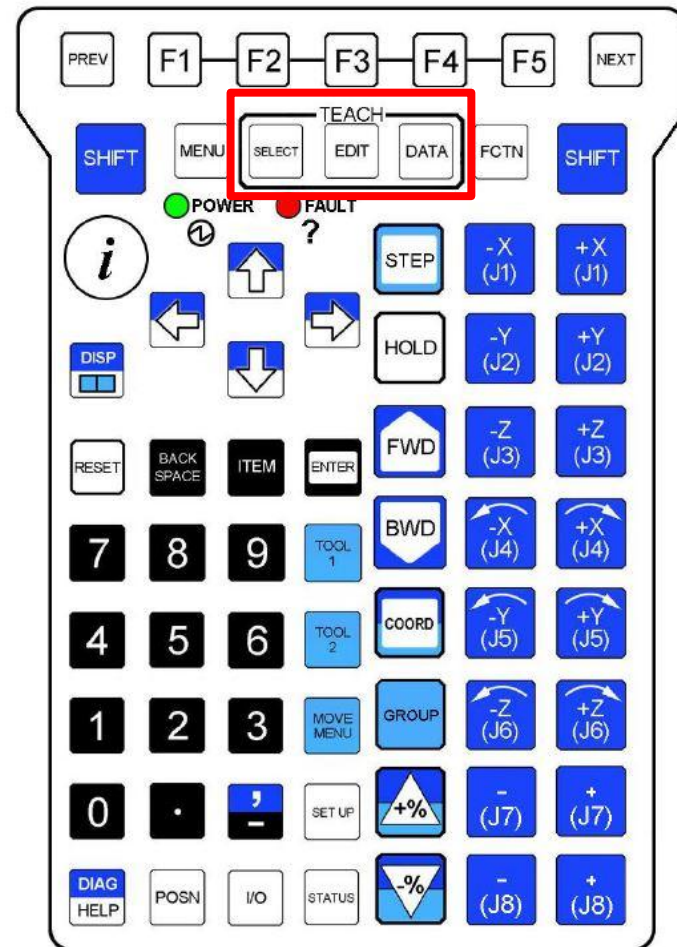 PREV F1 F2 F3 F4 F5 NEXT
TEACH
SHIFT MENU SELECT EDIT DATA FCTN SHIFT
POWER FAULT
i ?
STEP -X +X
(J1) (J1)
DISP HOLD -Y +Y
(J2) (J2)
RESET BACK SPACE ITEM ENTER FWD -Z +Z
(J3) (J3)
7 8 9 TOOL 1 BWD -X +X
(J4) (J4)
4 5 6 TOOL 2 COORD -Y +Y
(J5) (J5)
1 2 3 MOVE MENU GROUP -Z +Z
(J6) (J6)
0 . , - SET UP +% - +
(J7) (J7)
DIAG HELP POSN I/O STATUS -% - +
(J8) (J8)